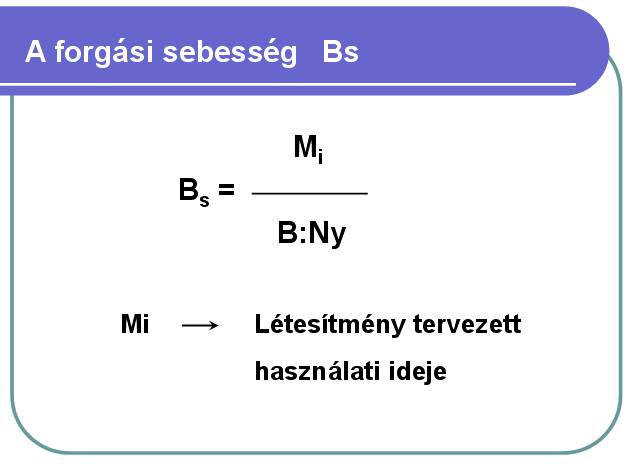 A forgási sebesség Bs
Mi
Bs =
B:Ny
Mi → Létesítmény tervezett
használati ideje